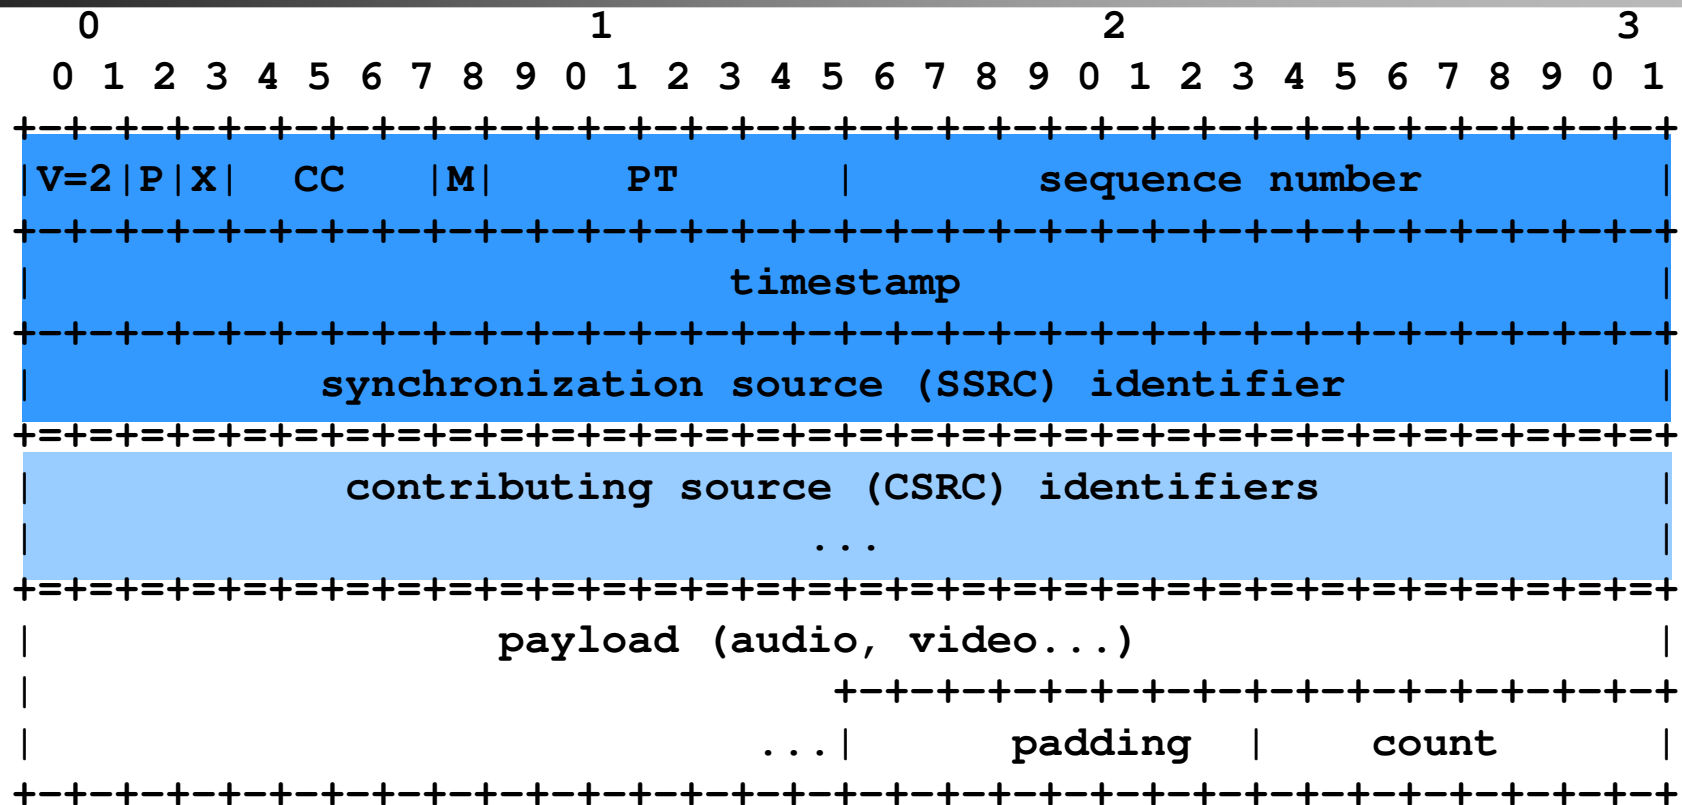 0                   1                   2                   3
 0 1 2 3 4 5 6 7 8 9 0 1 2 3 4 5 6 7 8 9 0 1 2 3 4 5 6 7 8 9 0 1
+-+-+-+-+-+-+-+-+-+-+-+-+-+-+-+-+-+-+-+-+-+-+-+-+-+-+-+-+-+-+-+-+
|V=2|P|X|  CC   |M|     PT      |       sequence number         |
+-+-+-+-+-+-+-+-+-+-+-+-+-+-+-+-+-+-+-+-+-+-+-+-+-+-+-+-+-+-+-+-+
|                           timestamp                           |
+-+-+-+-+-+-+-+-+-+-+-+-+-+-+-+-+-+-+-+-+-+-+-+-+-+-+-+-+-+-+-+-+
|           synchronization source (SSRC) identifier            |
+=+=+=+=+=+=+=+=+=+=+=+=+=+=+=+=+=+=+=+=+=+=+=+=+=+=+=+=+=+=+=+=+
|            contributing source (CSRC) identifiers             |
|                              ...                              |
+=+=+=+=+=+=+=+=+=+=+=+=+=+=+=+=+=+=+=+=+=+=+=+=+=+=+=+=+=+=+=+=+
|                  payload (audio, video...)                    |
|                               +-+-+-+-+-+-+-+-+-+-+-+-+-+-+-+-+
|                            ...|      padding  |    count      |
+-+-+-+-+-+-+-+-+-+-+-+-+-+-+-+-+-+-+-+-+-+-+-+-+-+-+-+-+-+-+-+-+